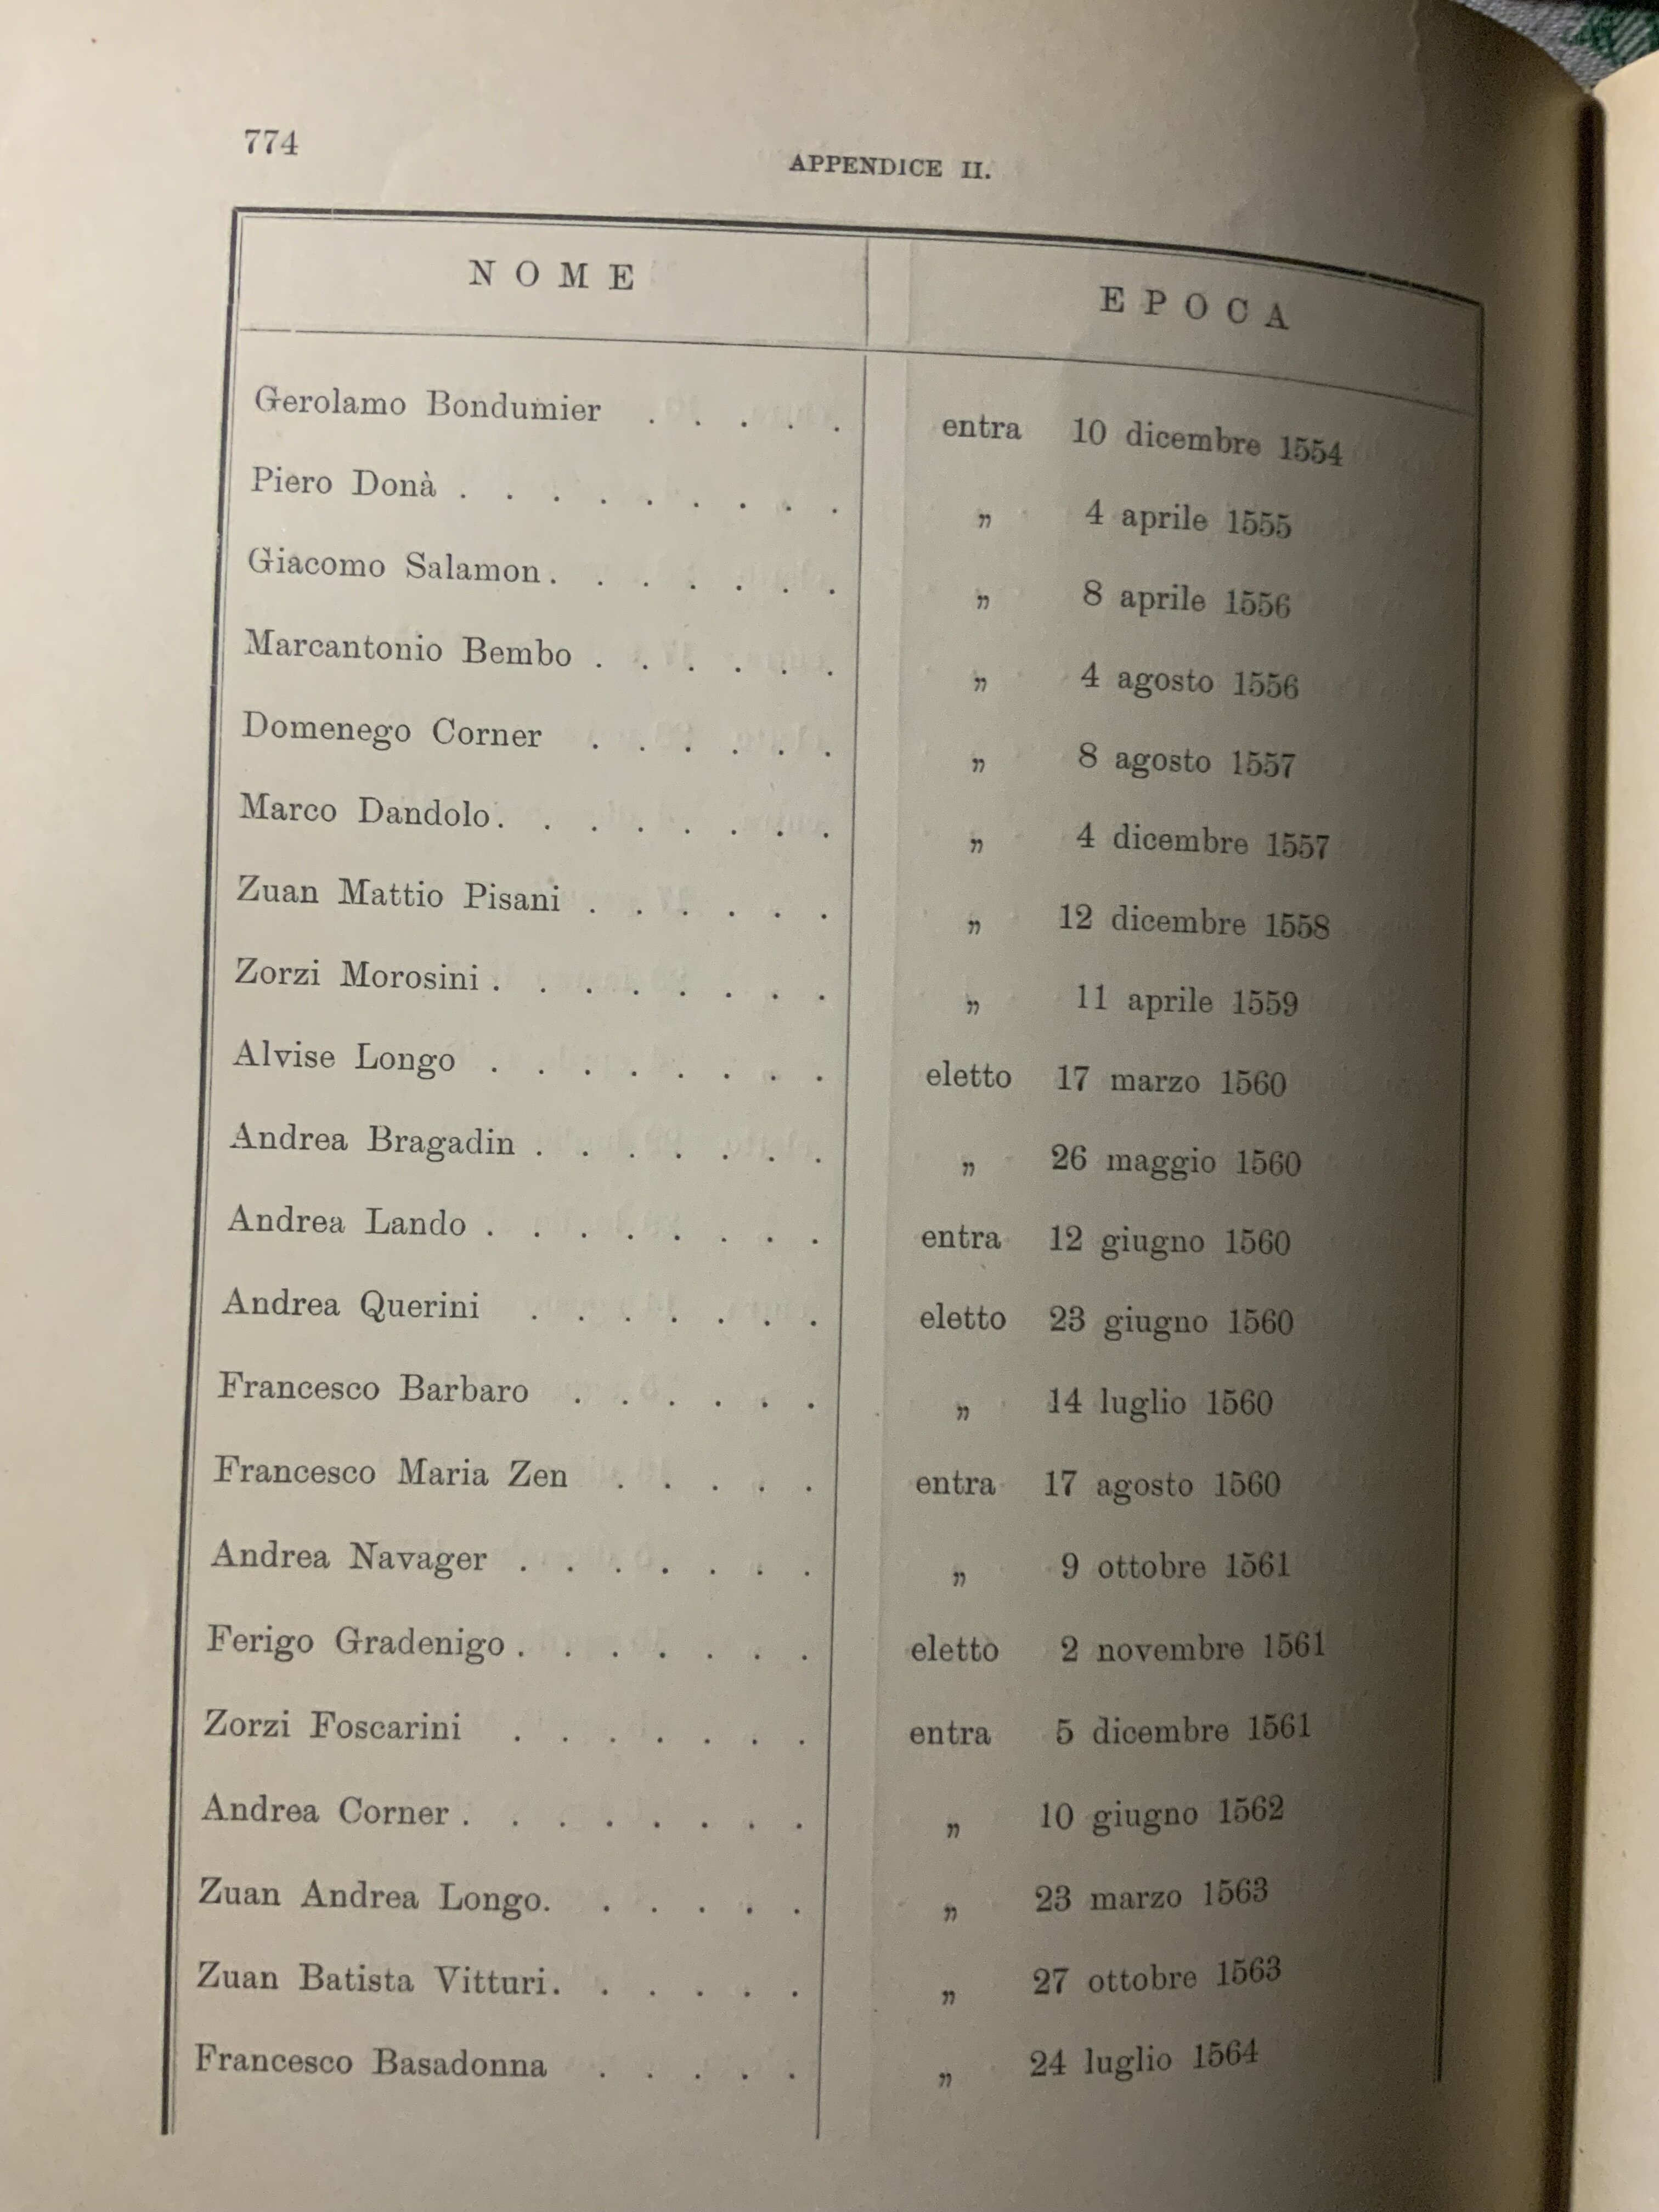 774
APPENDICE II.
NOME EPOCA
Gerolamo Bondumier . . . . . entra 10 dicembre 1554
Piero Donà . . . . . . . . . „ 4 aprile 1555
Giacomo Salamon . . . . . . . „ 8 aprile 1556
Marcantonio Bembo . . . . . . „ 4 agosto 1556
Domenego Corner . . . . . . „ 8 agosto 1557
Marco Dandolo . . . . . . . . „ 4 dicembre 1557
Zuan Mattio Pisani . . . . . . „ 12 dicembre 1558
Zorzi Morosini . . . . . . . . „ 11 aprile 1559
Alvise Longo . . . . . . . . eletto 17 marzo 1560
Andrea Bragadin . . . . . . . „ 26 maggio 1560
Andrea Lando . . . . . . . . entra 12 giugno 1560
Andrea Querini . . . . . . . eletto 23 giugno 1560
Francesco Barbaro . . . . . . „ 14 luglio 1560
Francesco Maria Zen . . . . . entra 17 agosto 1560
Andrea Navager . . . . . . . „ 9 ottobre 1561
Ferigo Gradenigo . . . . . . . eletto 2 novembre 1561
Zorzi Foscarini . . . . . . . entra 5 dicembre 1561
Andrea Corner . . . . . . . . „ 10 giugno 1562
Zuan Andrea Longo . . . . . . „ 23 marzo 1563
Zuan Batista Vitturi . . . . . . „ 27 ottobre 1563
Francesco Basadonna . . . . . „ 24 luglio 1564